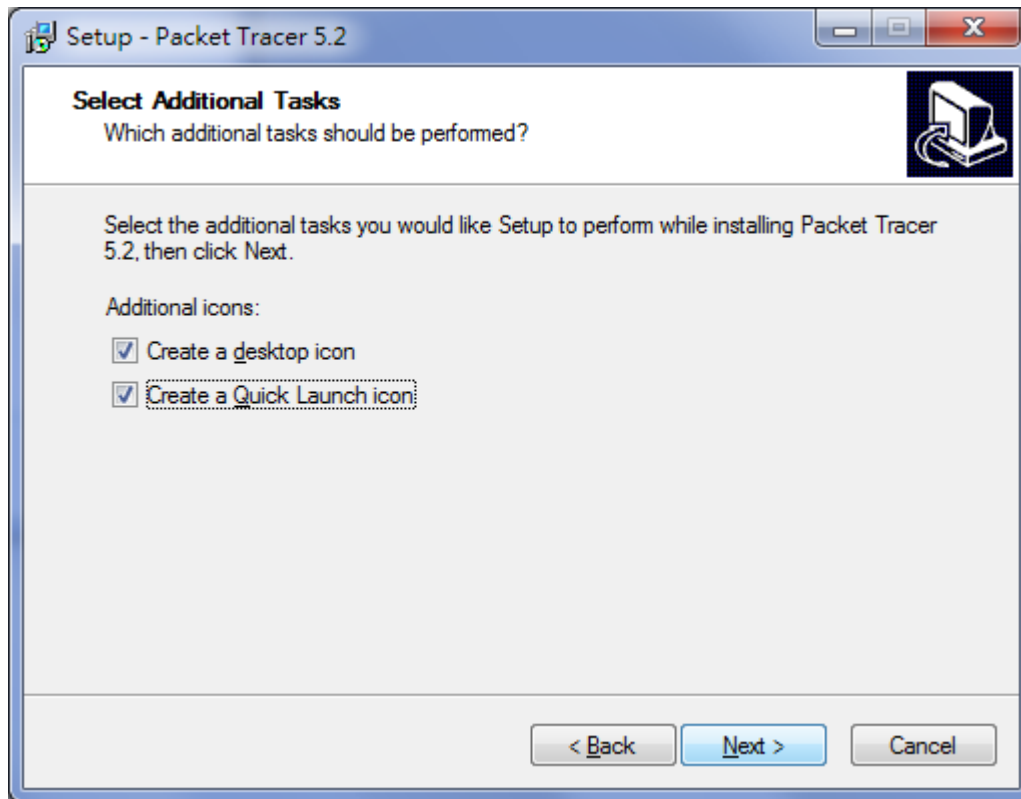 Setup - Packet Tracer 5.2
Select Additional Tasks
Which additional tasks should be performed?
Select the additional tasks you would like Setup to perform while installing Packet Tracer
5.2, then click Next.
Additional icons:
Create a desktop icon
Create a Quick Launch icon
< Back Next > Cancel